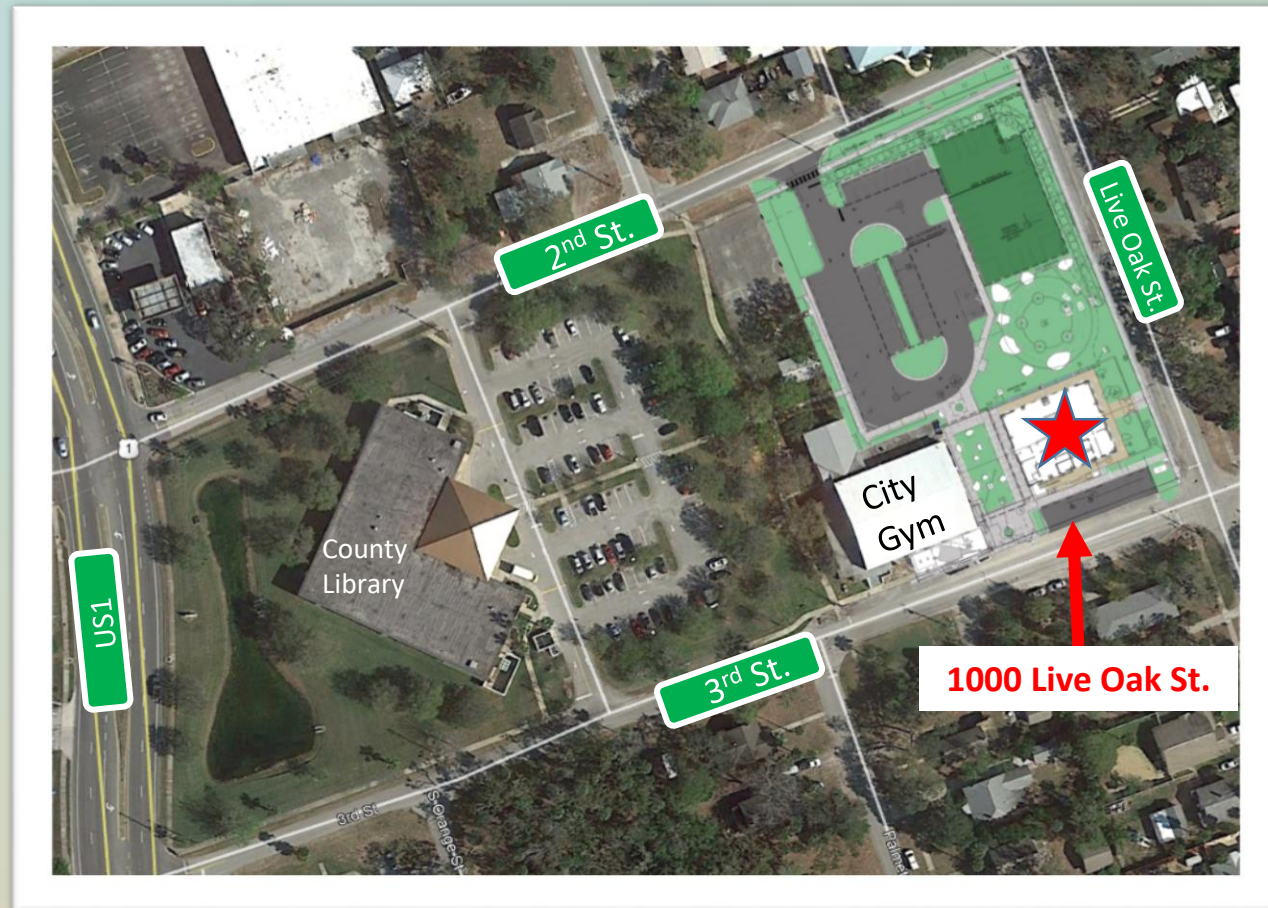 2nd St.
Live Oak St.
1
City
Gym
County
Library
US1
3rd St.
1000 Live Oak St.
3rd St
S Orange St